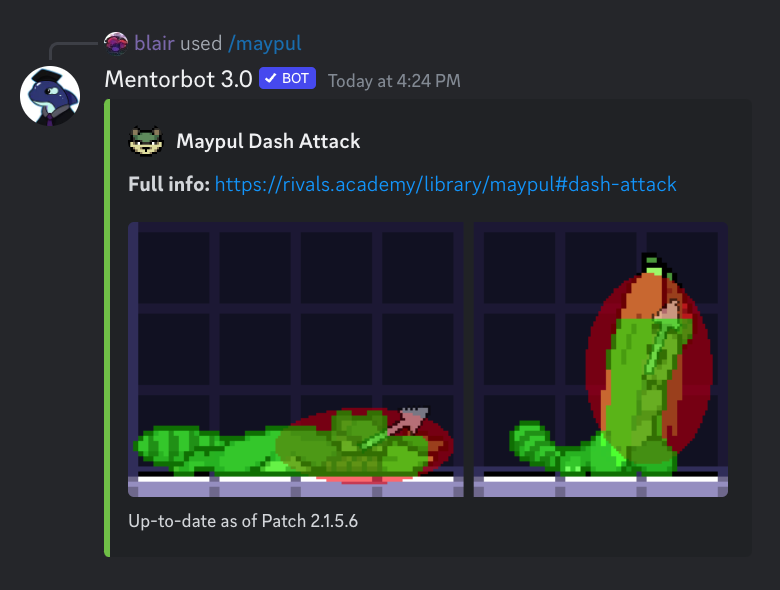 blair used /maypul
Mentorbot 3.0 ✓ BOT Today at 4:24 PM
Maypul Dash Attack
Full info: https://rivals.academy/library/maypul#dash-attack
Up-to-date as of Patch 2.1.5.6